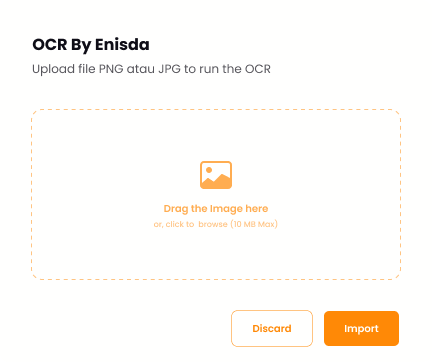 OCR By Enisda
Upload file PNG atau JPG to run the OCR
Drag the Image here
or, click to browse (10 MB Max)
Discard
Import